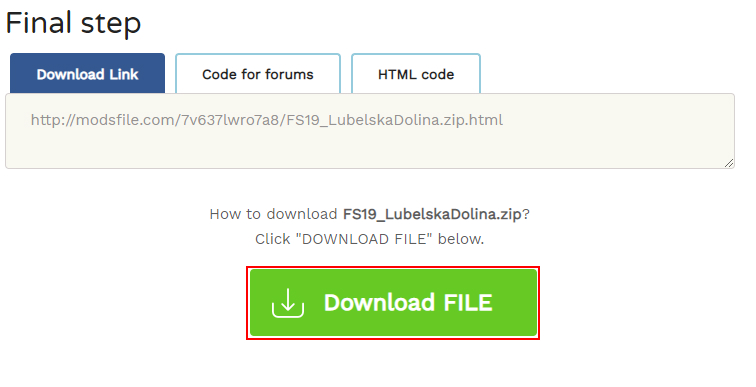 Final step
Download Link
Code for forums
HTML code
http://modsfile.com/7v637lwro7a8/FS19_LubelskaDolina.zip.html
How to download FS19_LubelskaDolina.zip?
Click "DOWNLOAD FILE" below.
Download FILE